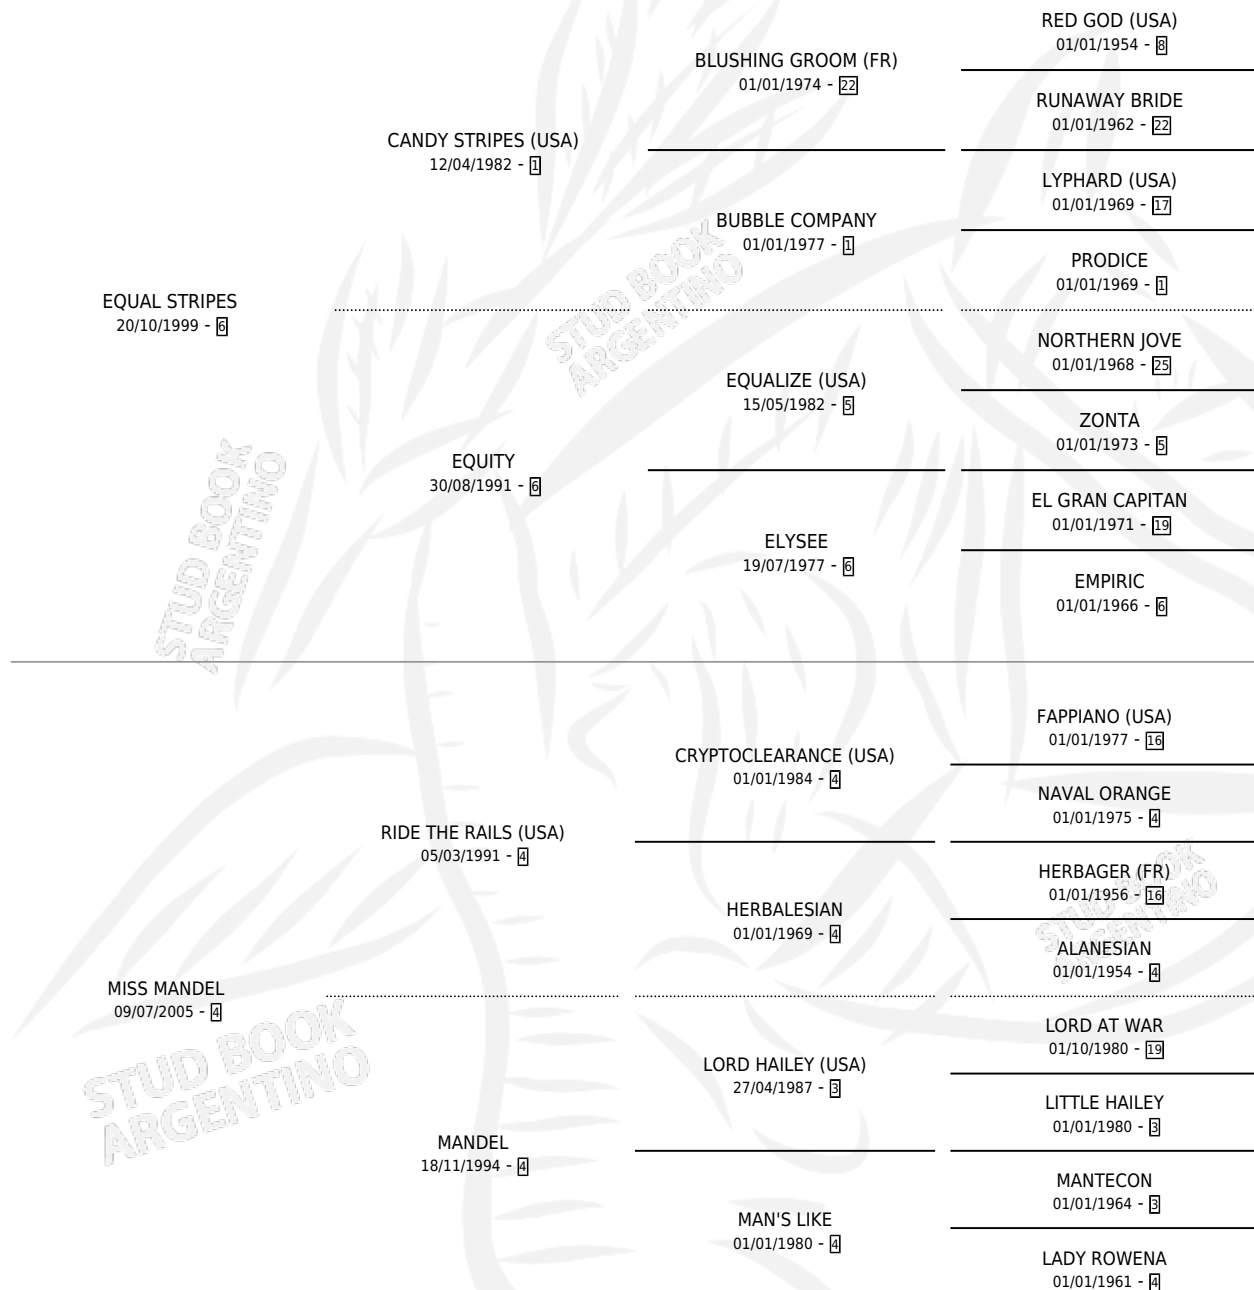 RED GOD (USA)
01/01/1954 - 8
BLUSHING GROOM (FR)
01/01/1974 - 22
RUNAWAY BRIDE
01/01/1962 - 22
CANDY STRIPES (USA)
12/04/1982 - 1
LYPHARD (USA)
01/01/1969 - 17
BUBBLE COMPANY
01/01/1977 - 1
PRODICE
01/01/1969 - 1
EQUAL STRIPES
20/10/1999 - 6
STUD BOOK
ARGENTINO
NORTHERN JOVE
01/01/1968 - 25
EQUALIZE (USA)
15/05/1982 - 5
ZONTA
01/01/1973 - 5
EQUITY
30/08/1991 - 6
EL GRAN CAPITAN
01/01/1971 - 19
ELYSEE
19/07/1977 - 6
EMPIRIC
01/01/1966 - 6
STUD BOOK
ARGENTINO
FAPPIANO (USA)
01/01/1977 - 16
CRYPTOCLEARANCE (USA)
01/01/1984 - 4
NAVAL ORANGE
01/01/1975 - 4
RIDE THE RAILS (USA)
05/03/1991 - 4
HERBAGER (FR)
01/01/1956 - 16
HERBALESIAN
01/01/1969 - 4
STUD BOOK
ARGENTINO
ALANESIAN
01/01/1954 - 4
MISS MANDEL
09/07/2005 - 4
STUD BOOK
ARGENTINO
LORD AT WAR
01/10/1980 - 19
LORD HAILEY (USA)
27/04/1987 - 3
LITTLE HAILEY
01/01/1980 - 3
MANDEL
18/11/1994 - 4
MANTECON
01/01/1964 - 3
MAN'S LIKE
01/01/1980 - 4
LADY ROWENA
01/01/1961 - 4